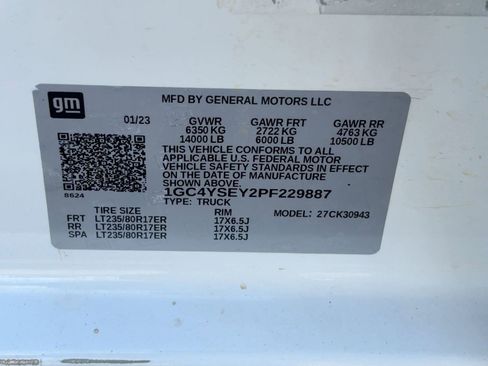 gm
MFD BY GENERAL MOTORS LLC
01/23 GVWR GAWR FRT GAWR RR
6350 KG 2722 KG 4763 KG
14000 LB 6000 LB 10500 LB
THIS VEHICLE CONFORMS TO ALL
APPLICABLE U.S. FEDERAL MOTOR
VEHICLE SAFETY STANDARDS IN EFFECT
ON THE DATE OF MANUFACTURE
SHOWN ABOVE.
1GC4YSEY2PF229887
8624 TYPE: TRUCK
TIRE SIZE RIM MODEL: 27CK30943
FRT LT235/80R17ER 17X6.5J
RR LT235/80R17ER 17X6.5J
SPA LT235/80R17ER 17X6.5J